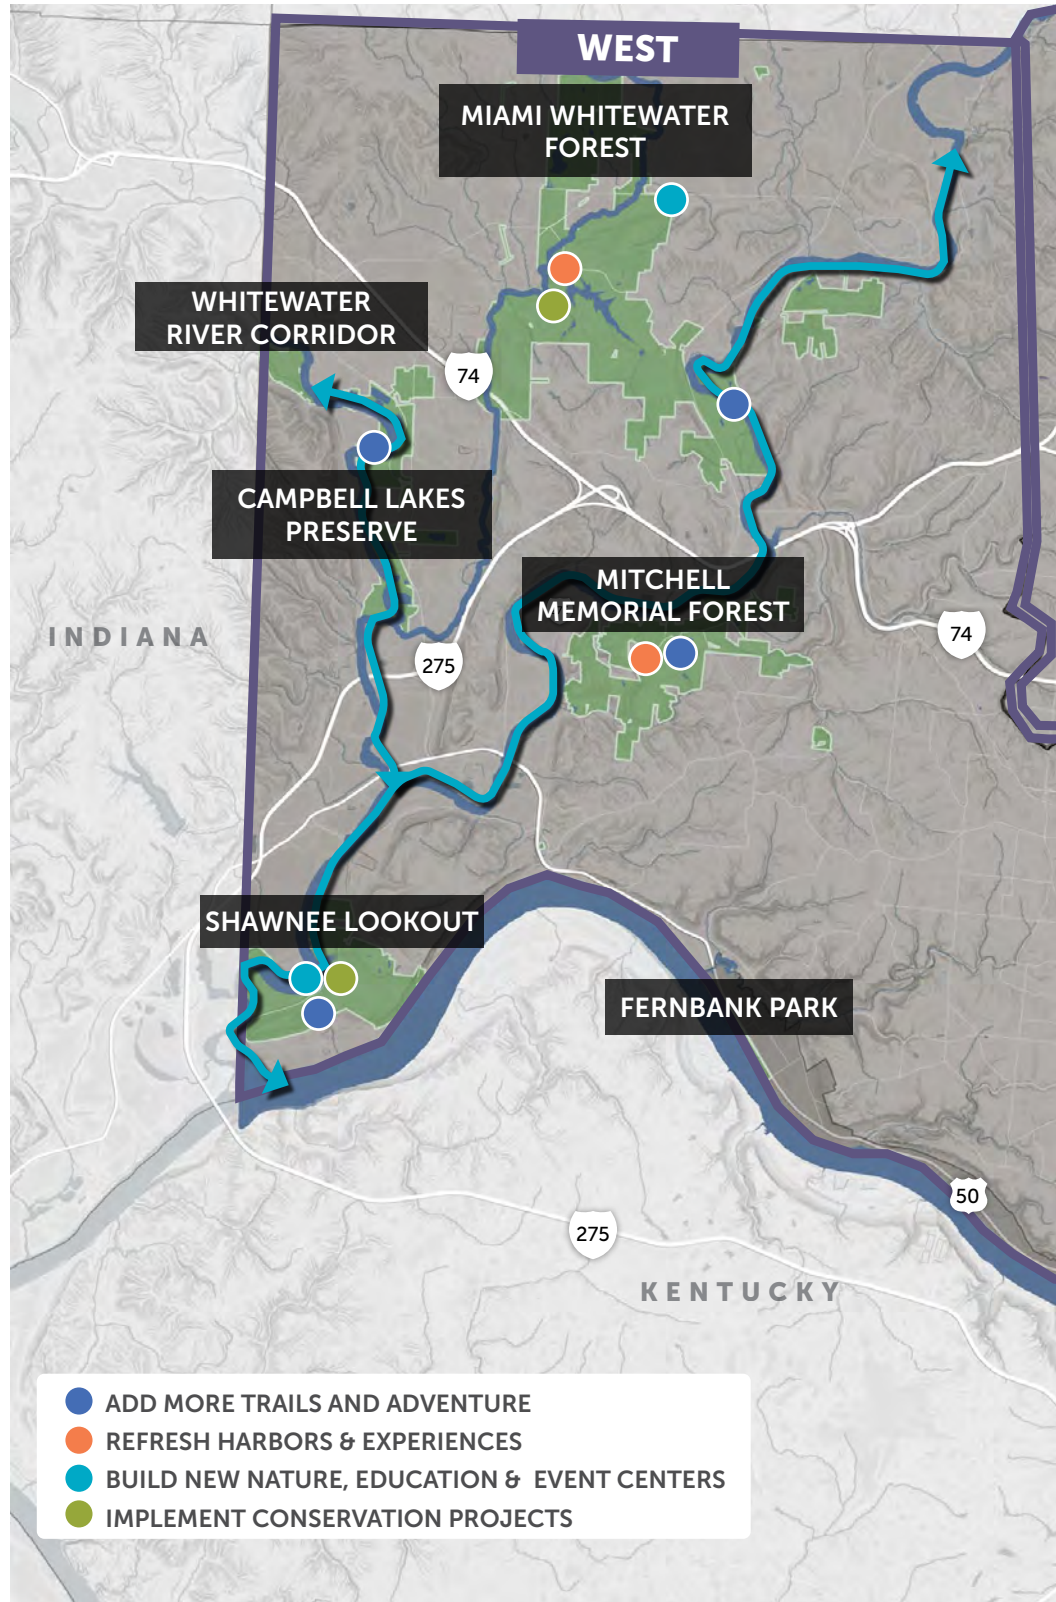 WEST
MIAMI WHITEWATER
FOREST
WHITEWATER
RIVER CORRIDOR
74
CAMPBELL LAKES
PRESERVE
MITCHELL
MEMORIAL FOREST
INDIANA
74
275
SHAWNEE LOOKOUT
FERNBANK PARK
50
275
KENTUCKY
ADD MORE TRAILS AND ADVENTURE
REFRESH HARBORS & EXPERIENCES
BUILD NEW NATURE, EDUCATION & EVENT CENTERS
IMPLEMENT CONSERVATION PROJECTS